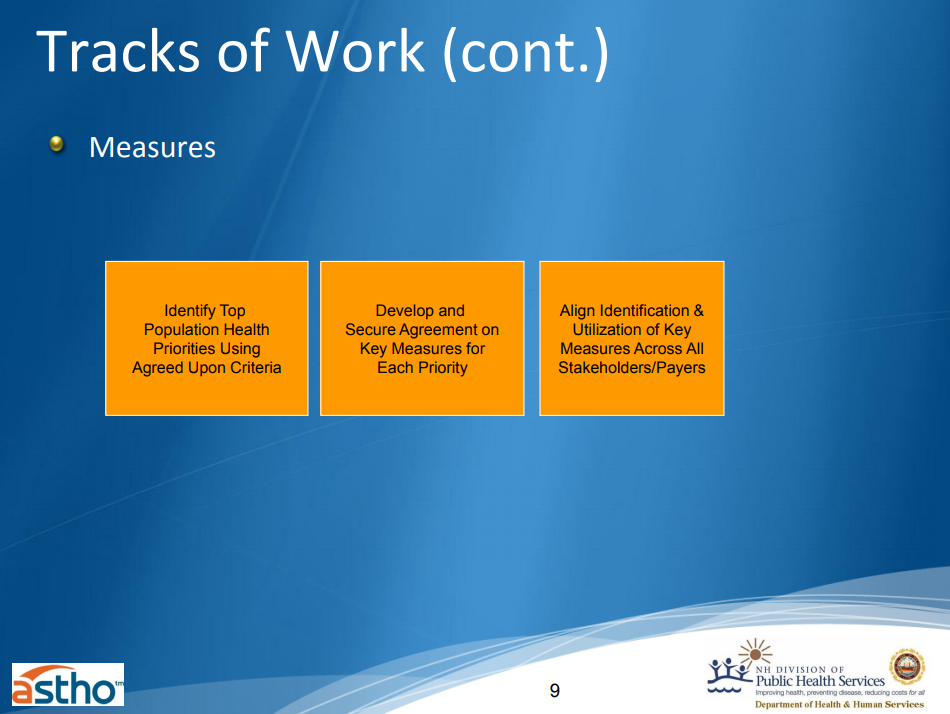 Tracks of Work (cont.)
Measures
Identify Top
Population Health
Priorities Using
Agreed Upon Criteria
Develop and
Secure Agreement on
Key Measures for
Each Priority
Align Identification &
Utilization of Key
Measures Across All
Stakeholders/Payers
astho™
9
NH DIVISION OF
Public Health Services
Improving health, preventing disease, reducing costs for all
Department of Health & Human Services